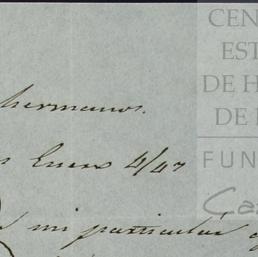 CEN
EST
DE H
DE
FUN
hermanos.
Enero 4/47
mi particular